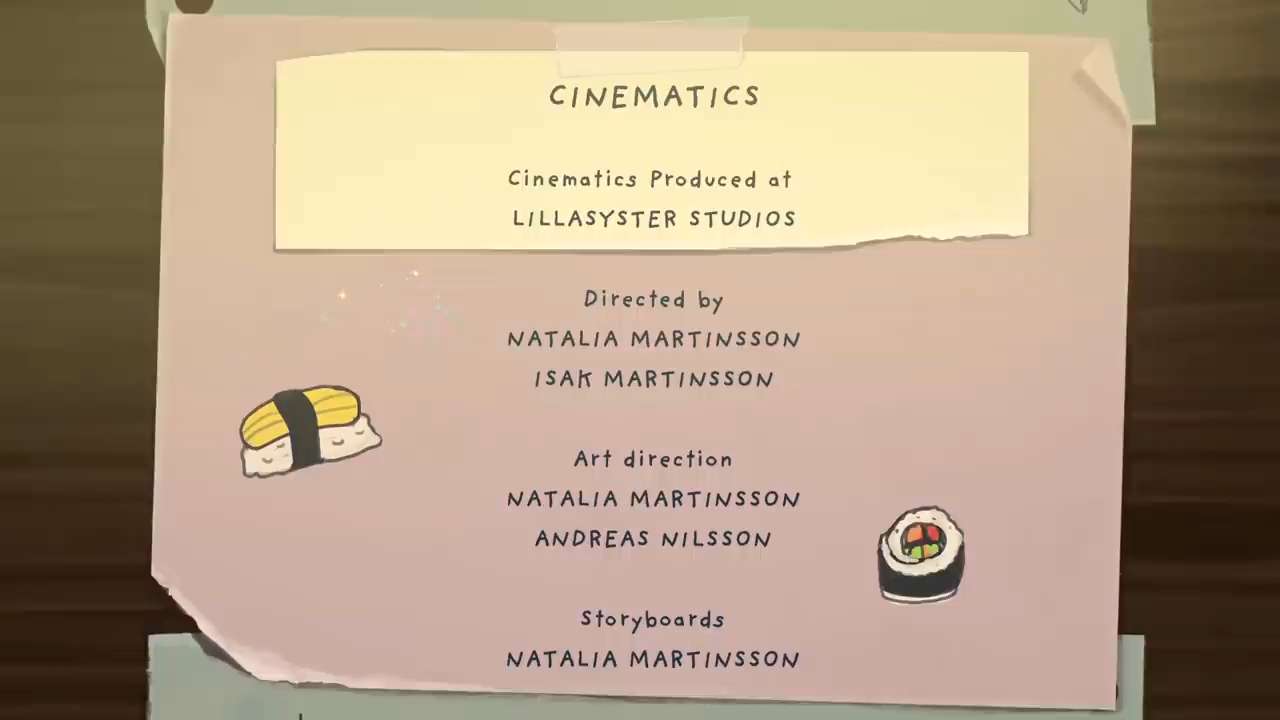 CINEMATICS
Cinematics Produced at
LILLASYSTER STUDIOS
Directed by
NATALIA MARTINSSON
ISAK MARTINSSON
Art direction
NATALIA MARTINSSON
ANDREAS NILSSON
Storyboards
NATALIA MARTINSSON